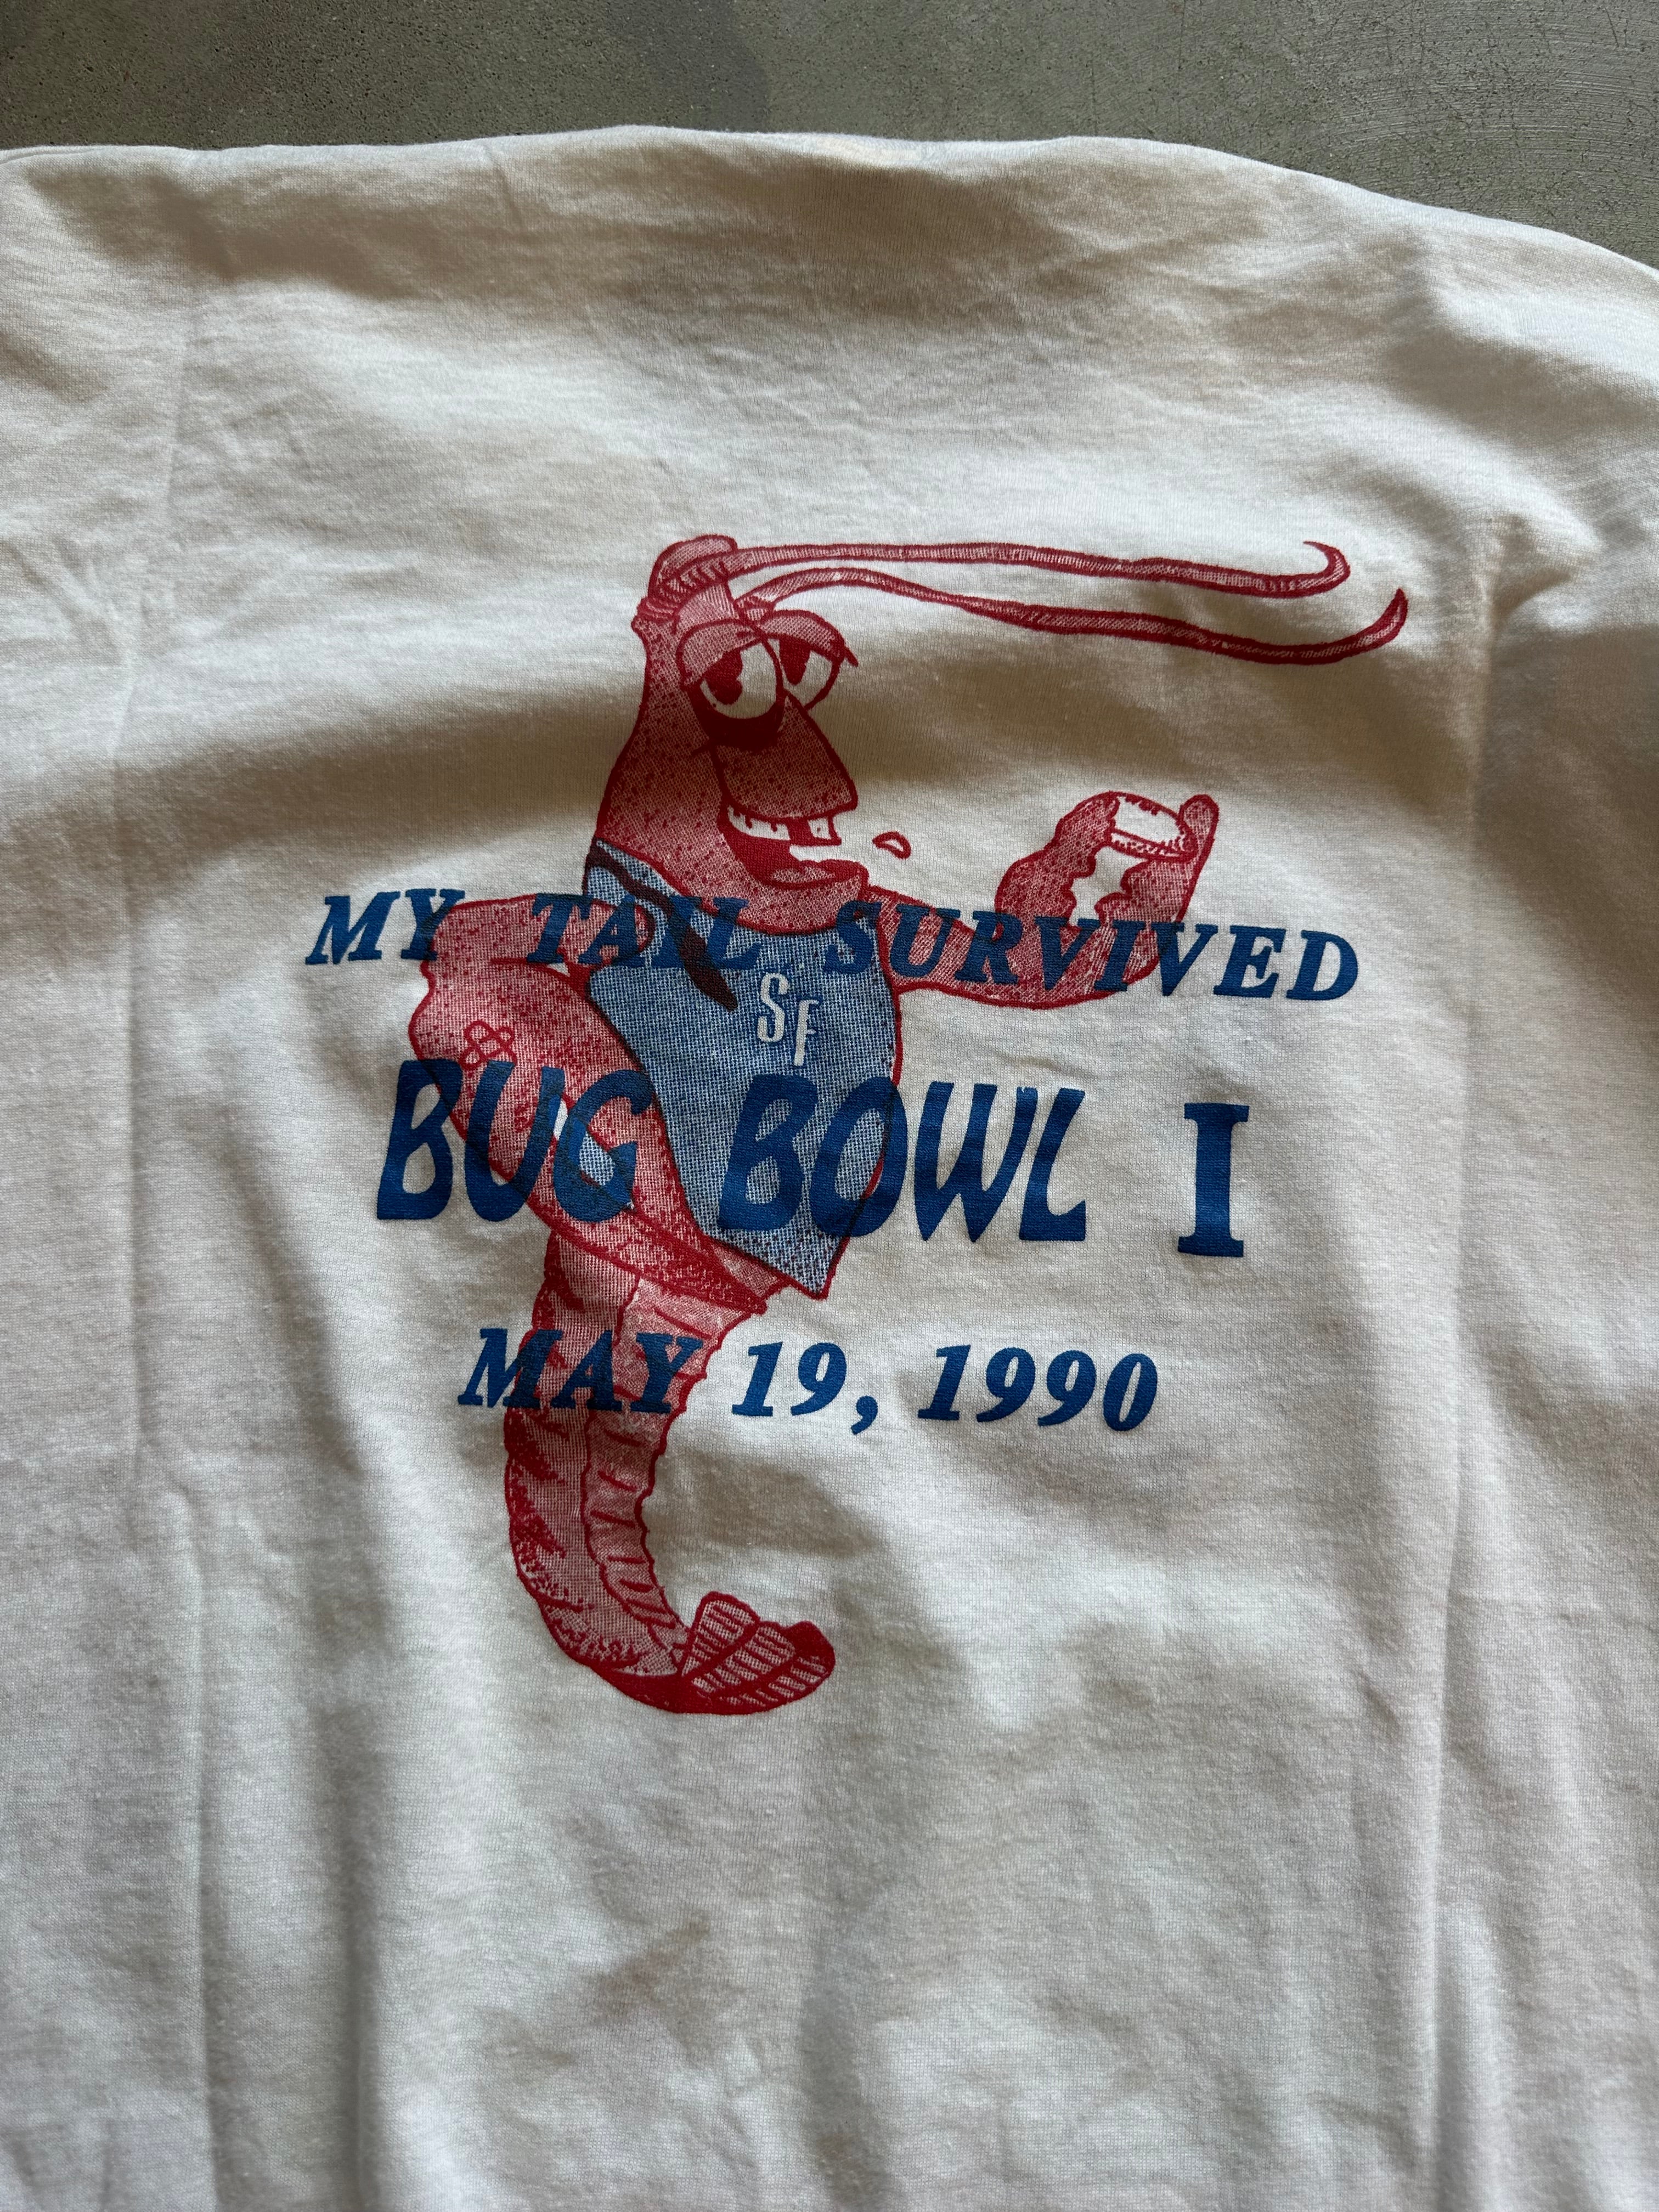 MY TAIL SURVIVED
SF
BUG BOWL I
MAY 19, 1990